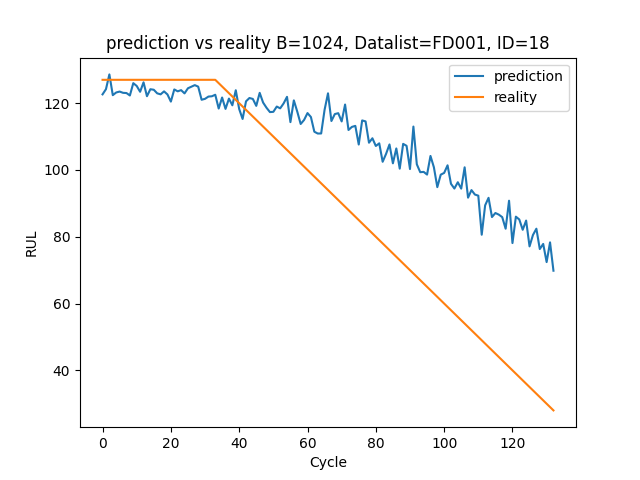 prediction vs reality B=1024, Datalist=FD001, ID=18
prediction
reality
RUL
120
100
80
60
40
0 20 40 60 80 100 120
Cycle